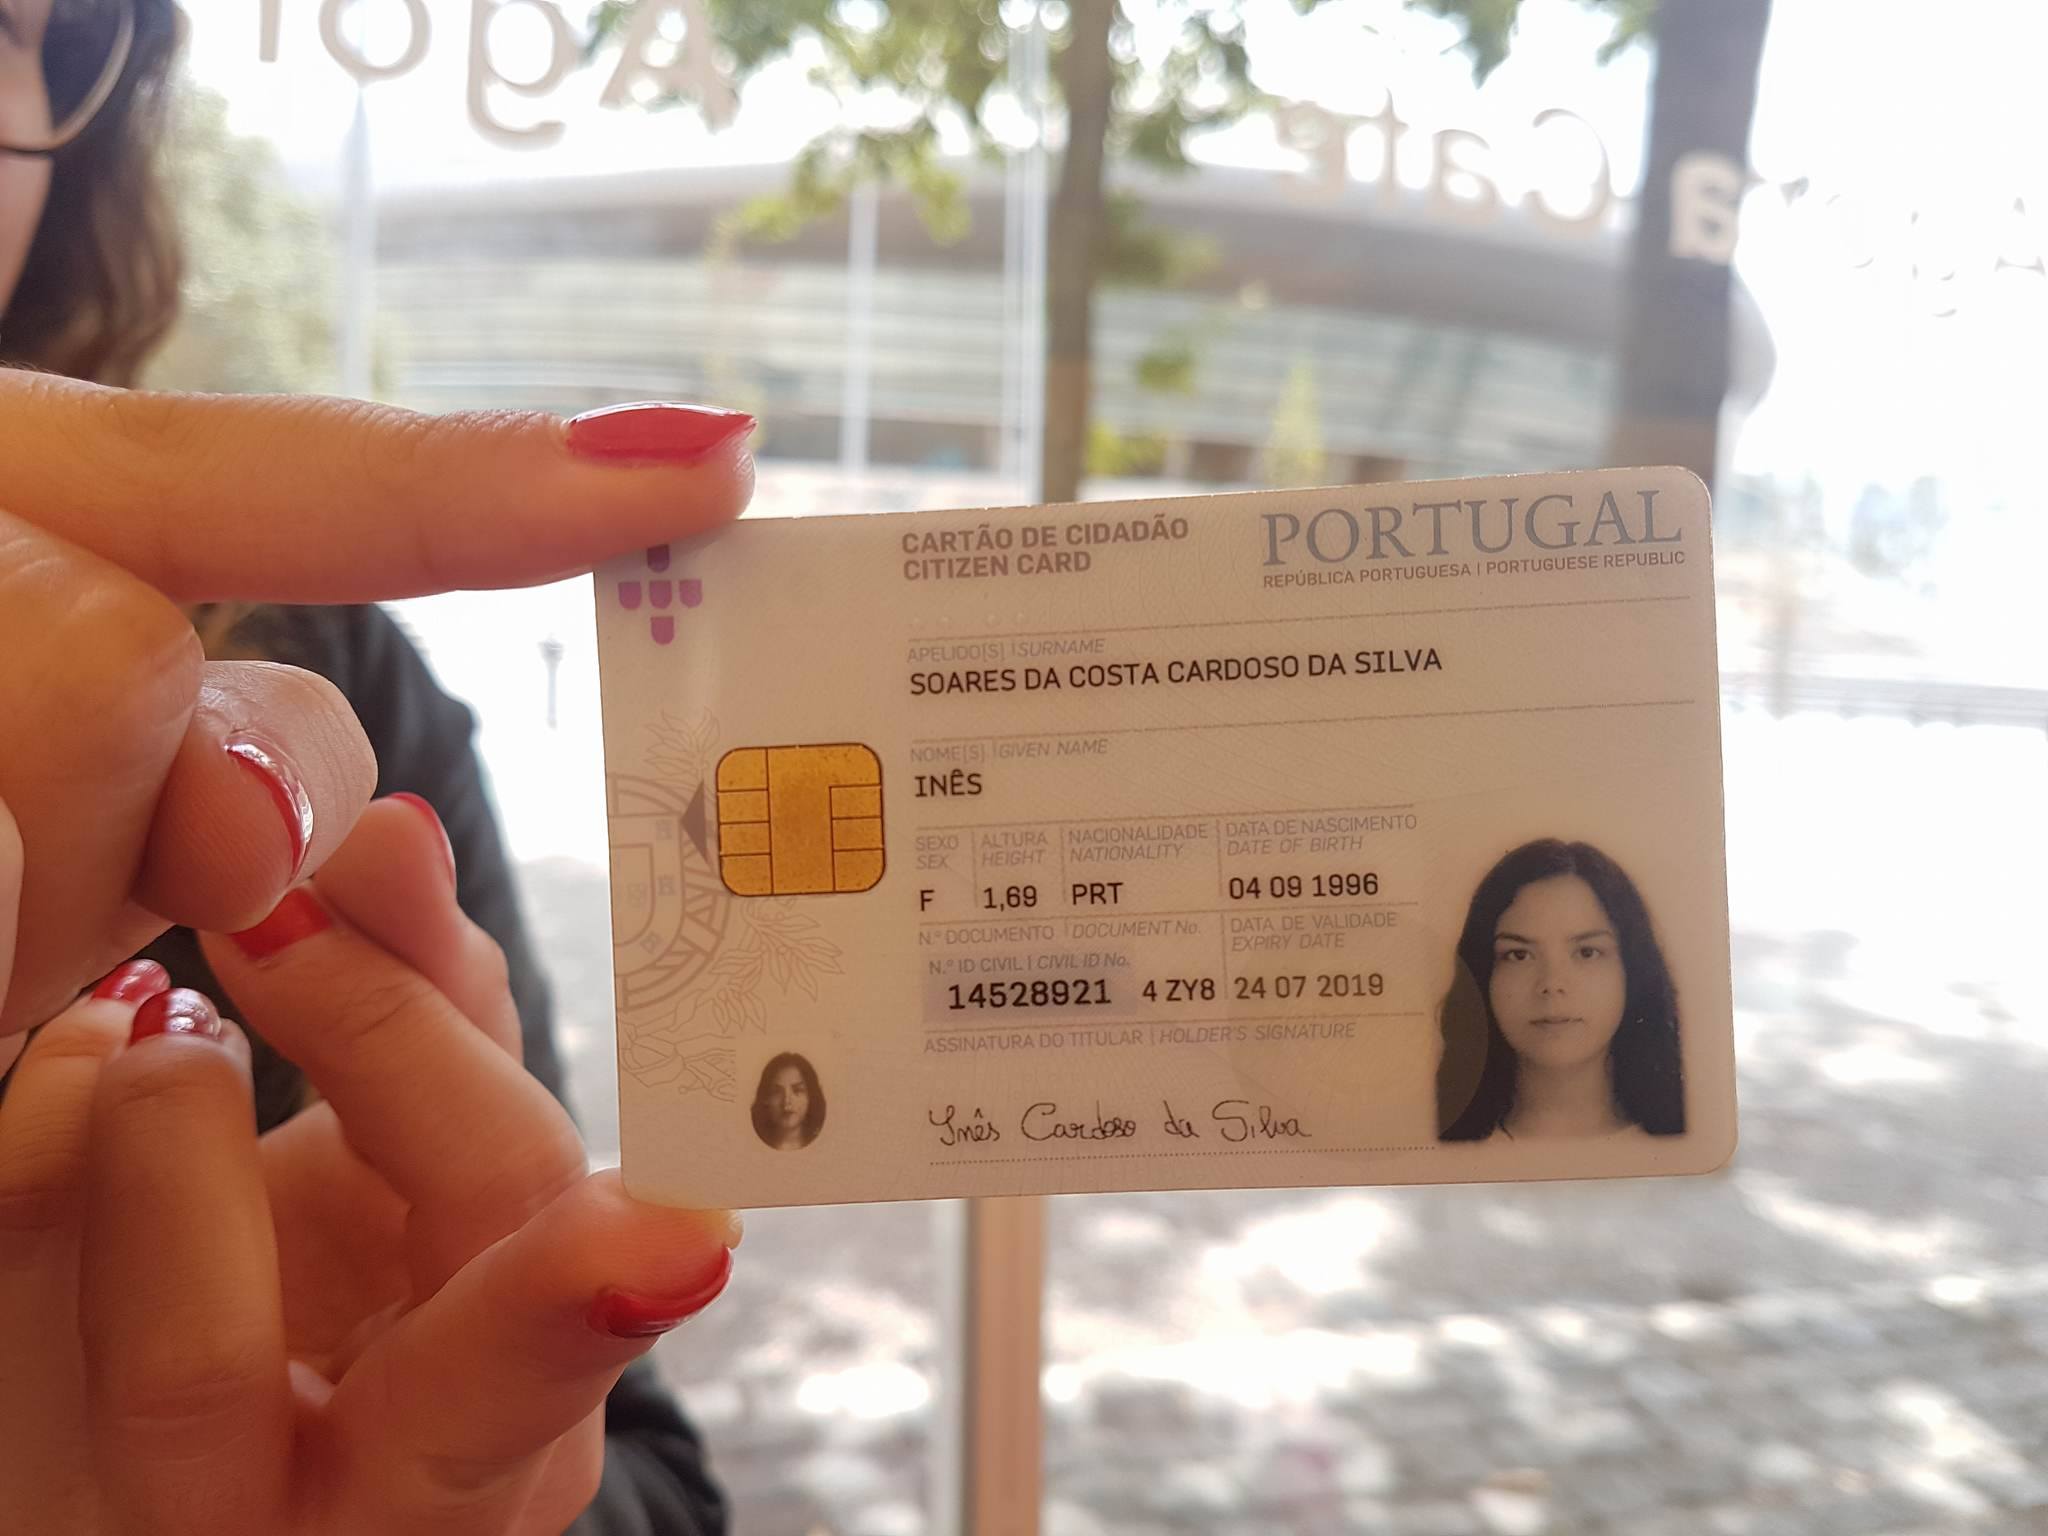 Agora
Cafe
CARTÃO DE CIDADÃO
CITIZEN CARD
PORTUGAL
REPÚBLICA PORTUGUESA | PORTUGUESE REPUBLIC
APELIDO[S] | SURNAME
SOARES DA COSTA CARDOSO DA SILVA
NOME[S] | GIVEN NAME
INÊS
SEXO ALTURA NACIONALIDADE DATA DE NASCIMENTO
SEX HEIGHT NATIONALITY DATE OF BIRTH
F 1,69 PRT 04 09 1996
N.º DOCUMENTO | DOCUMENT No. DATA DE VALIDADE
EXPIRY DATE
N.º ID CIVIL | CIVIL ID No.
14528921 4 ZY8 24 07 2019
ASSINATURA DO TITULAR | HOLDER'S SIGNATURE
Inês Cardoso da Silva